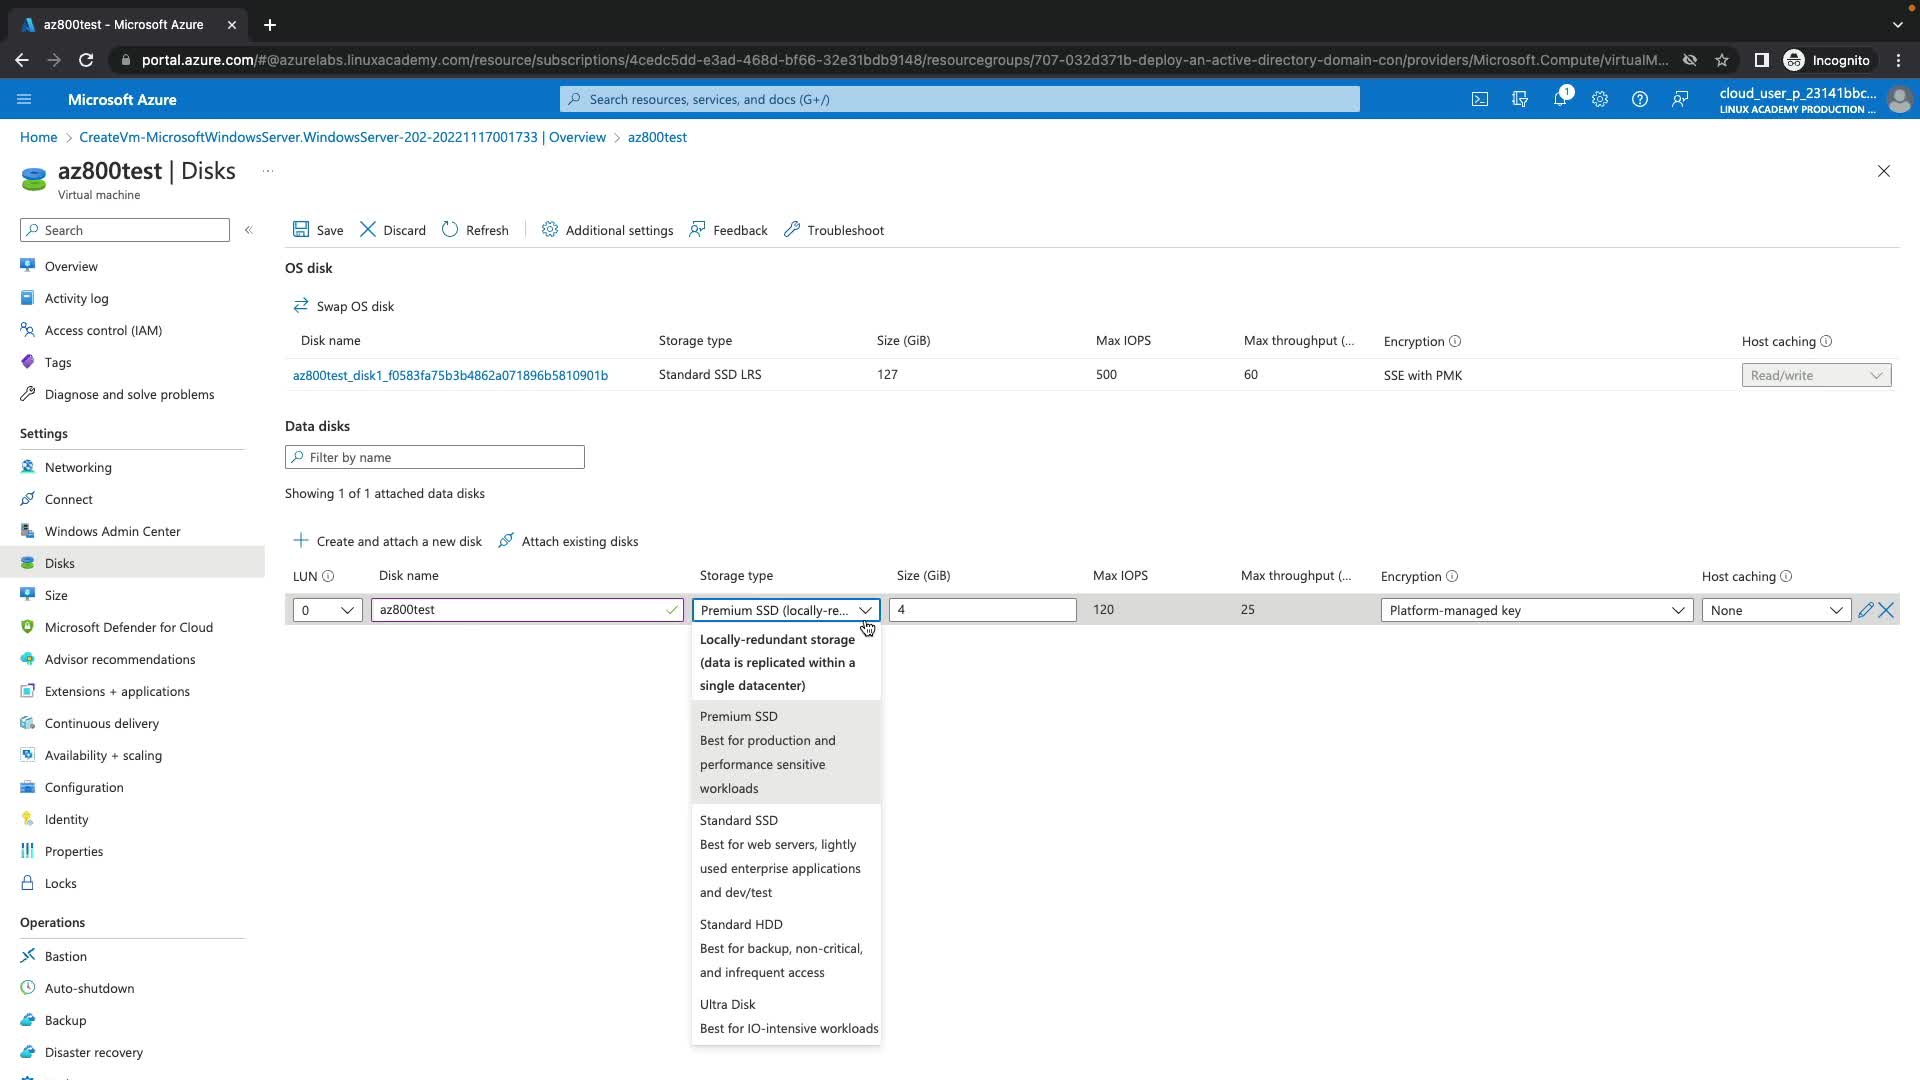 az800test - Microsoft Azure
portal.azure.com/#@azurelabs.linuxacademy.com/resource/subscriptions/4cedc5dd-e3ad-468d-bf66-32e31bdb9148/resourcegroups/707-032d371b-deploy-an-active-directory-domain-con/providers/Microsoft.Compute/virtualM... Incognito
Microsoft Azure
Search resources, services, and docs (G+/)
1
cloud_user_p_23141bbc...
LINUX ACADEMY PRODUCTION ...
Home > CreateVm-MicrosoftWindowsServer.WindowsServer-202-20221117001733 | Overview > az800test
az800test | Disks ...
Virtual machine
Search
Overview
Activity log
Access control (IAM)
Tags
Diagnose and solve problems
Settings
Networking
Connect
Windows Admin Center
Disks
Size
Microsoft Defender for Cloud
Advisor recommendations
Extensions + applications
Continuous delivery
Availability + scaling
Configuration
Identity
Properties
Locks
Operations
Bastion
Auto-shutdown
Backup
Disaster recovery
Save Discard Refresh Additional settings Feedback Troubleshoot
OS disk
Swap OS disk
Disk name Storage type Size (GiB) Max IOPS Max throughput (... Encryption Host caching
az800test_disk1_f0583fa75b3b4862a071896b5810901b Standard SSD LRS 127 500 60 SSE with PMK Read/write
Data disks
Filter by name
Showing 1 of 1 attached data disks
Create and attach a new disk Attach existing disks
LUN Disk name Storage type Size (GiB) Max IOPS Max throughput (... Encryption Host caching
0 az800test Premium SSD (locally-re... 4 120 25 Platform-managed key None
Locally-redundant storage
(data is replicated within a
single datacenter)
Premium SSD
Best for production and
performance sensitive
workloads
Standard SSD
Best for web servers, lightly
used enterprise applications
and dev/test
Standard HDD
Best for backup, non-critical,
and infrequent access
Ultra Disk
Best for IO-intensive workloads